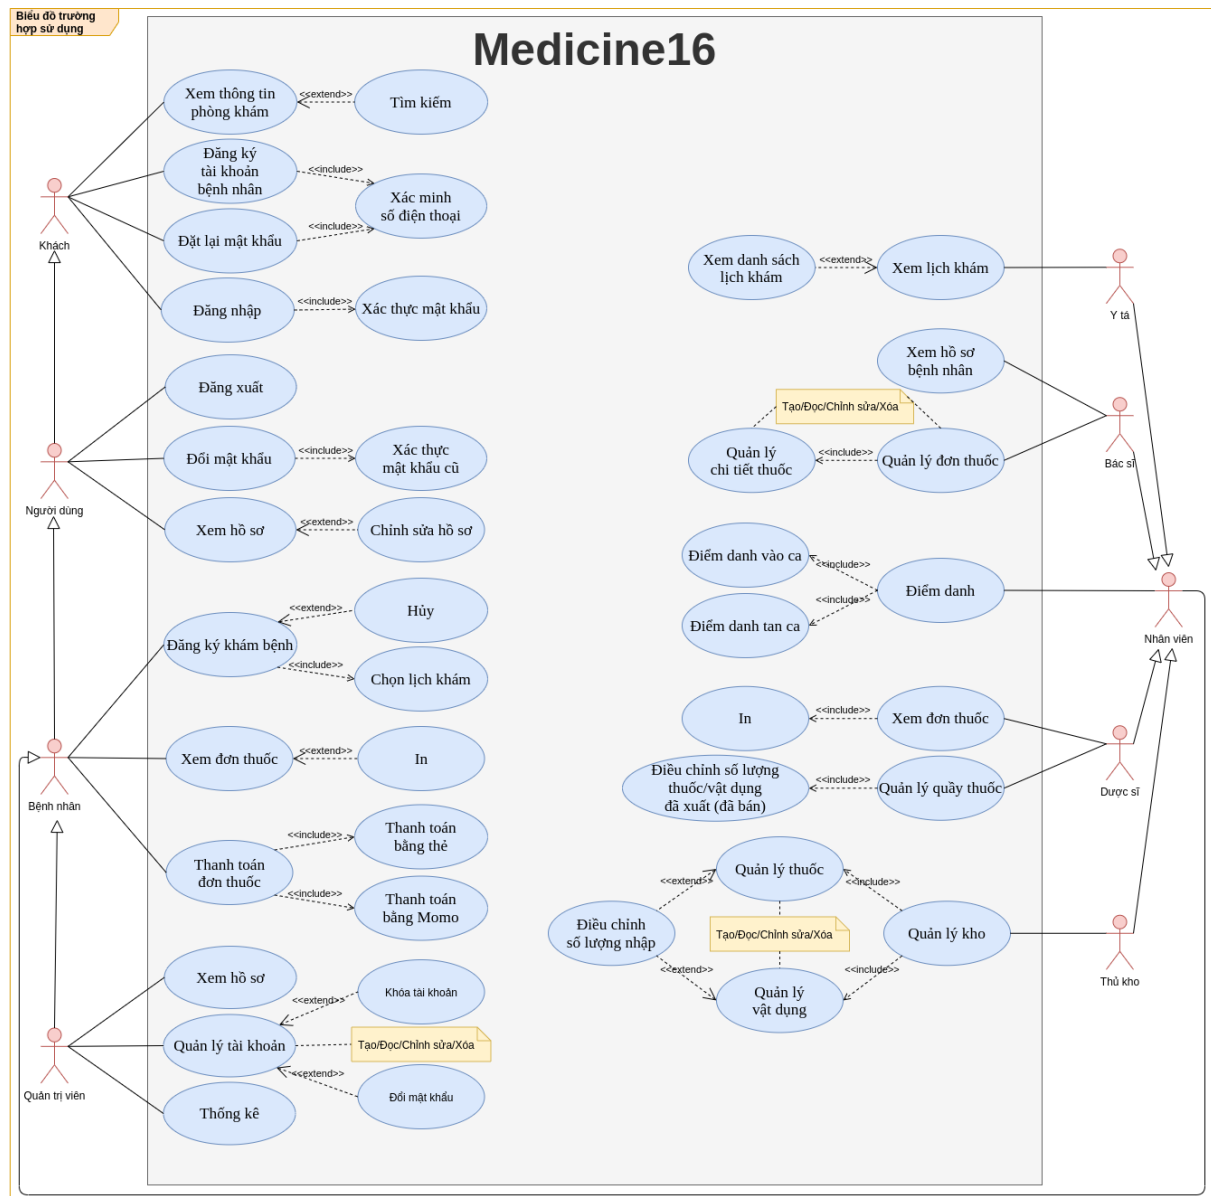 Biểu đồ trường
hợp sử dụng
Medicine16
Xem thông tin
phòng khám
<<extend>>
Tìm kiếm
Đăng ký
tài khoản
bệnh nhân
<<include>>
Xác minh
số điện thoại
Đặt lại mật khẩu
<<include>>
Khách
Đăng nhập
<<include>>
Xác thực mật khẩu
Đăng xuất
Đổi mật khẩu
<<include>>
Xác thực
mật khẩu cũ
Người dùng
Xem hồ sơ
<<extend>>
Chỉnh sửa hồ sơ
<<extend>>
Hủy
Đăng ký khám bệnh
<<include>>
Chọn lịch khám
Xem đơn thuốc
<<extend>>
In
Bệnh nhân
<<include>>
Thanh toán
bằng thẻ
Thanh toán
đơn thuốc
<<include>>
Thanh toán
bằng Momo
Xem hồ sơ
<<extend>>
Khóa tài khoản
Quản lý tài khoản
Tạo/Đọc/Chỉnh sửa/Xóa
<<extend>>
Đổi mật khẩu
Quản trị viên
Thống kê
Xem danh sách
lịch khám
<<extend>>
Xem lịch khám
Y tá
Xem hồ sơ
bệnh nhân
Tạo/Đọc/Chỉnh sửa/Xóa
Quản lý
chi tiết thuốc
<<include>>
Quản lý đơn thuốc
Bác sĩ
Điểm danh vào ca
<<include>>
Điểm danh
<<include>>
Điểm danh tan ca
Nhân viên
In
<<include>>
Xem đơn thuốc
Điều chỉnh số lượng
thuốc/vật dụng
đã xuất (đã bán)
<<include>>
Quản lý quầy thuốc
Dược sĩ
Quản lý thuốc
<<extend>>
<<include>>
Điều chỉnh
số lượng nhập
Tạo/Đọc/Chỉnh sửa/Xóa
Quản lý kho
<<extend>>
<<include>>
Quản lý
vật dụng
Thủ kho